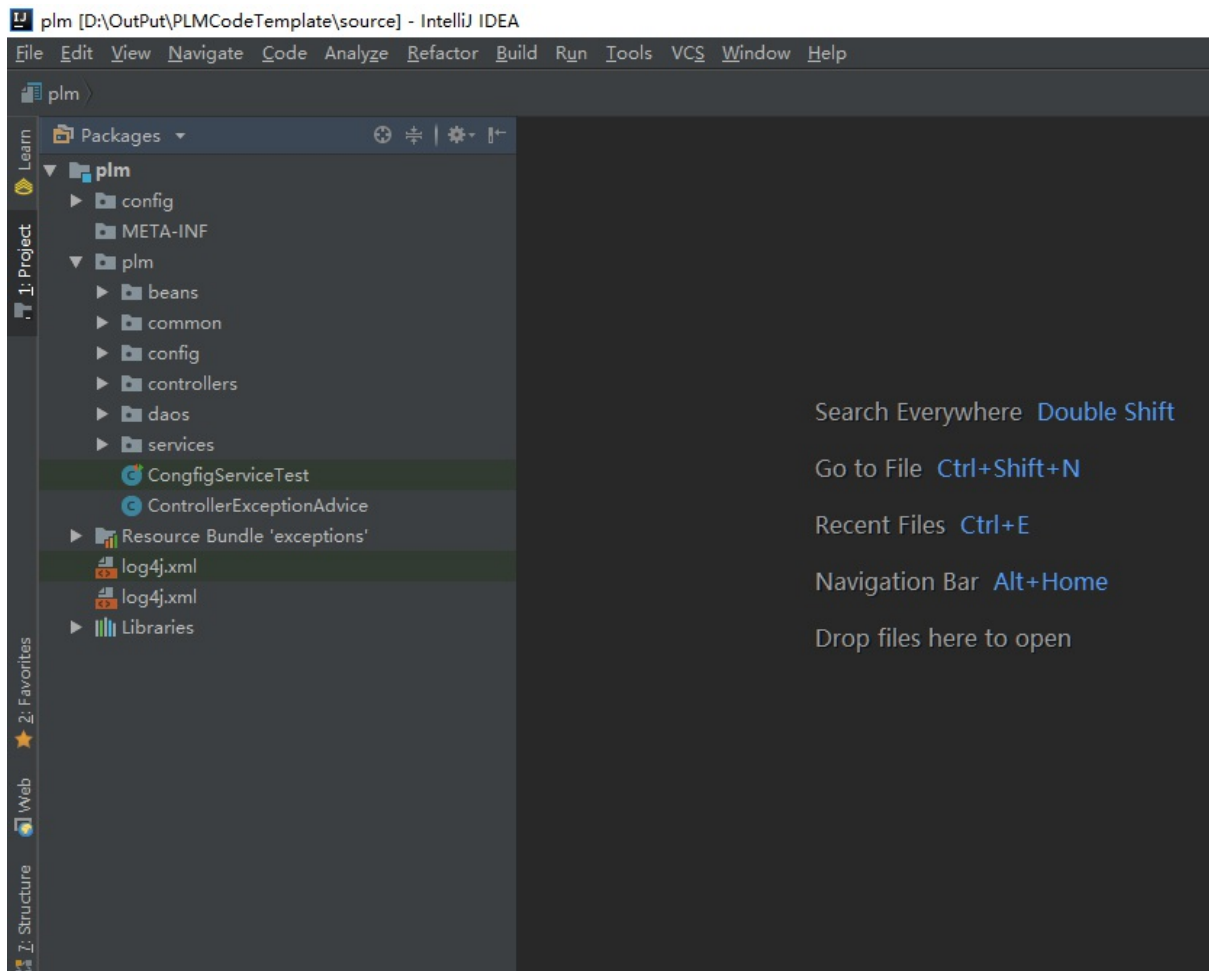 plm [D:\OutPut\PLMCodeTemplate\source] - IntelliJ IDEA
File Edit View Navigate Code Analyze Refactor Build Run Tools VCS Window Help
plm
Packages
plm
config
META-INF
plm
beans
common
config
controllers
daos
services
CongfigServiceTest
ControllerExceptionAdvice
Resource Bundle 'exceptions'
log4j.xml
log4j.xml
Libraries
Learn
1: Project
2: Favorites
Web
7: Structure
Search Everywhere Double Shift
Go to File Ctrl+Shift+N
Recent Files Ctrl+E
Navigation Bar Alt+Home
Drop files here to open